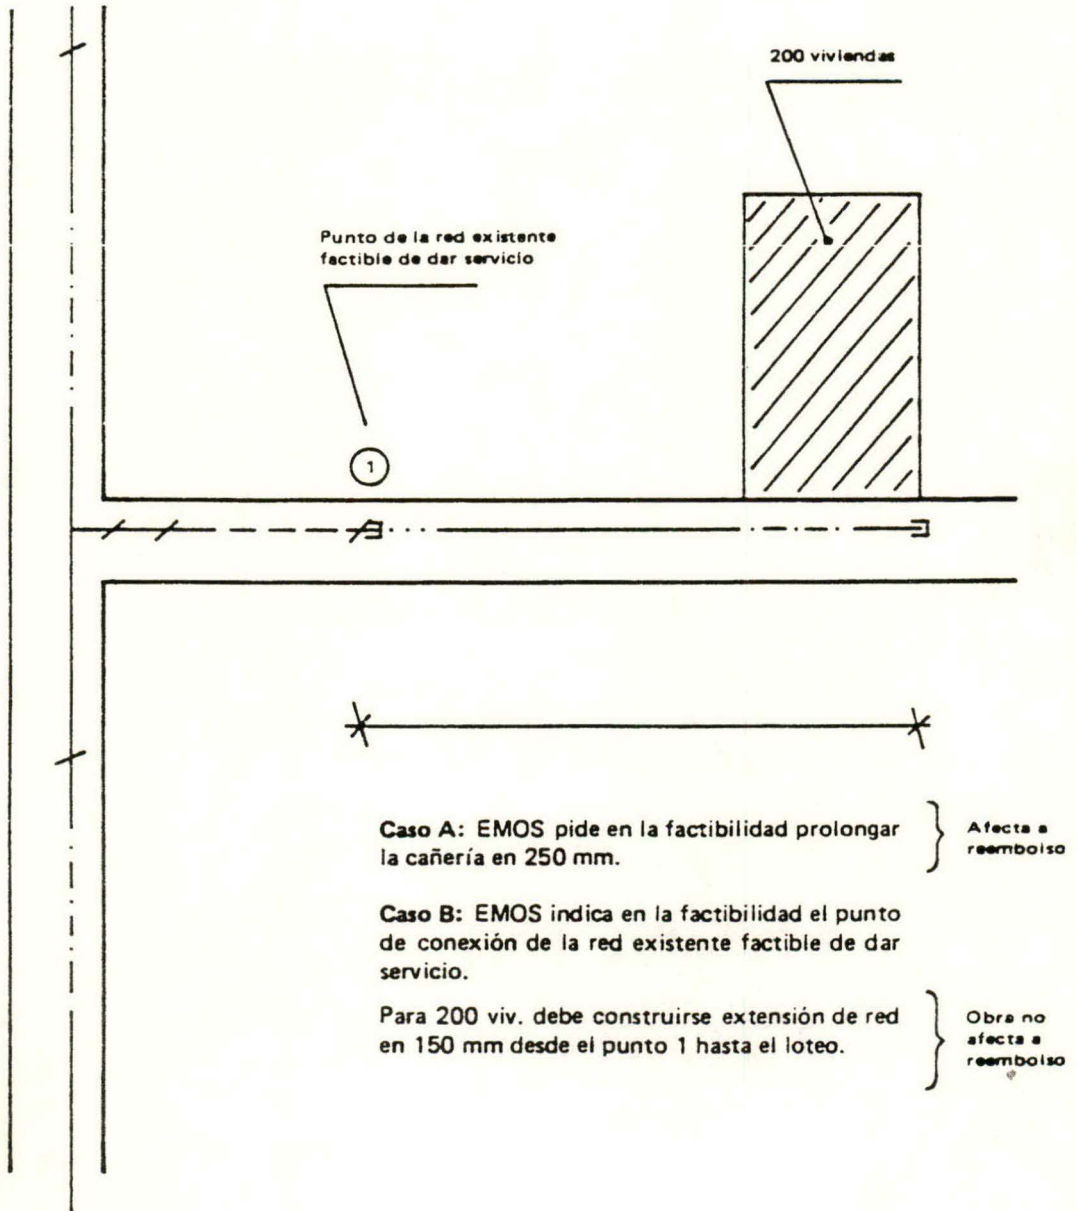 200 viviendas
Punto de la red existente
factible de dar servicio
1
Caso A: EMOS pide en la factibilidad prolongar
la cañería en 250 mm.
Afecta a
reembolso
Caso B: EMOS indica en la factibilidad el punto
de conexión de la red existente factible de dar
servicio.
Para 200 viv. debe construirse extensión de red
en 150 mm desde el punto 1 hasta el loteo.
Obra no
afecta a
reembolso